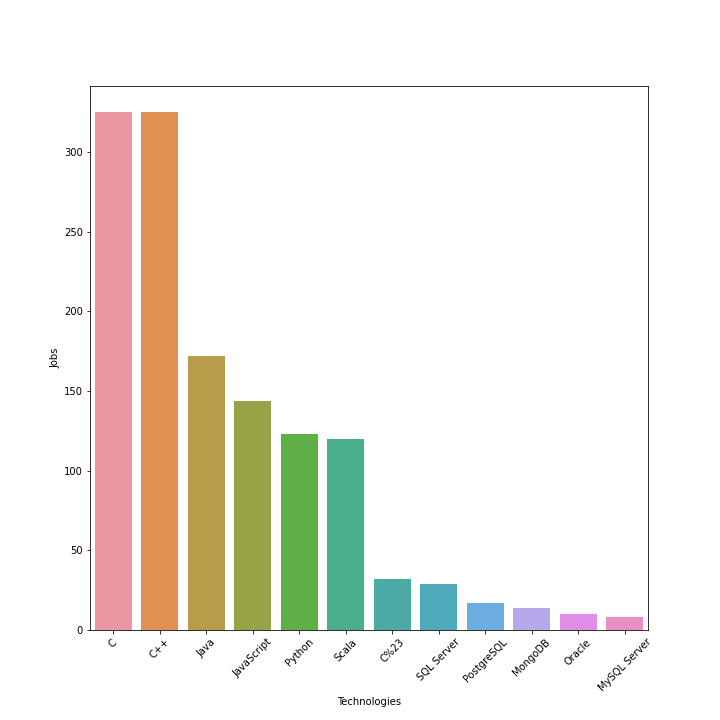 300
250
200
150
100
50
0
Jobs
C
C++
Java
JavaScript
Python
Scala
C%23
SQL Server
PostgreSQL
MongoDB
Oracle
MySQL Server
Technologies